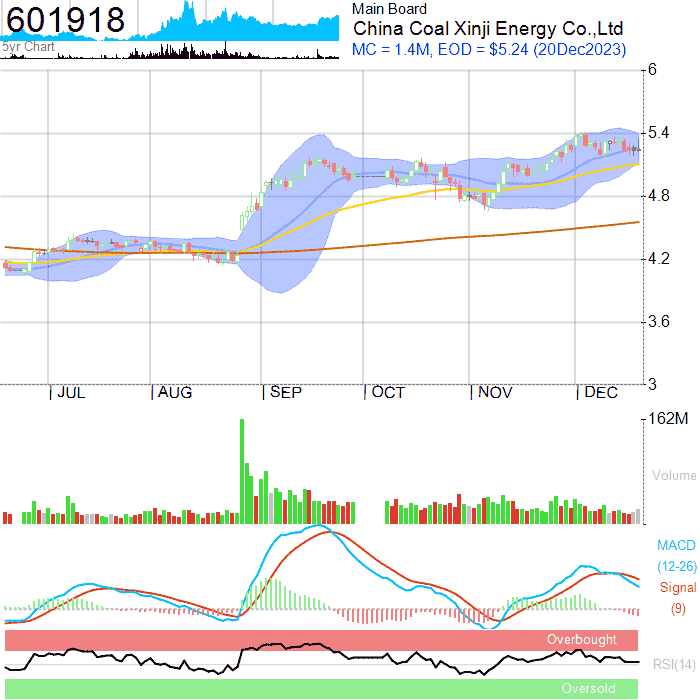 601918
5yr Chart
Main Board
China Coal Xinji Energy Co.,Ltd
MC = 1.4M, EOD = $5.24 (20Dec2023)
6
5.4
4.8
4.2
3.6
3
JUL AUG SEP OCT NOV DEC
162M
Volume
MACD
(12-26)
Signal
(9)
Overbought
RSI(14)
Oversold